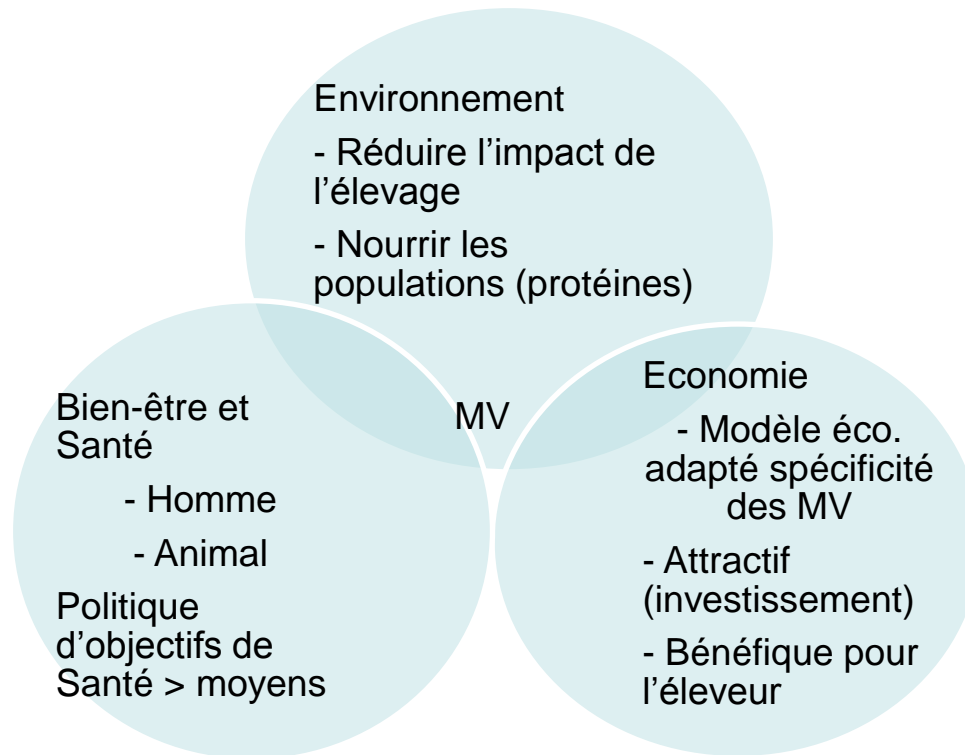 Environnement
- Réduire l’impact de
l’élevage
- Nourrir les
populations (protéines)
MV
Bien-être et
Santé
- Homme
- Animal
Politique
d’objectifs de
Santé > moyens
Economie
- Modèle éco.
adapté spécificité
des MV
- Attractif
(investissement)
- Bénéfique pour
l’éleveur